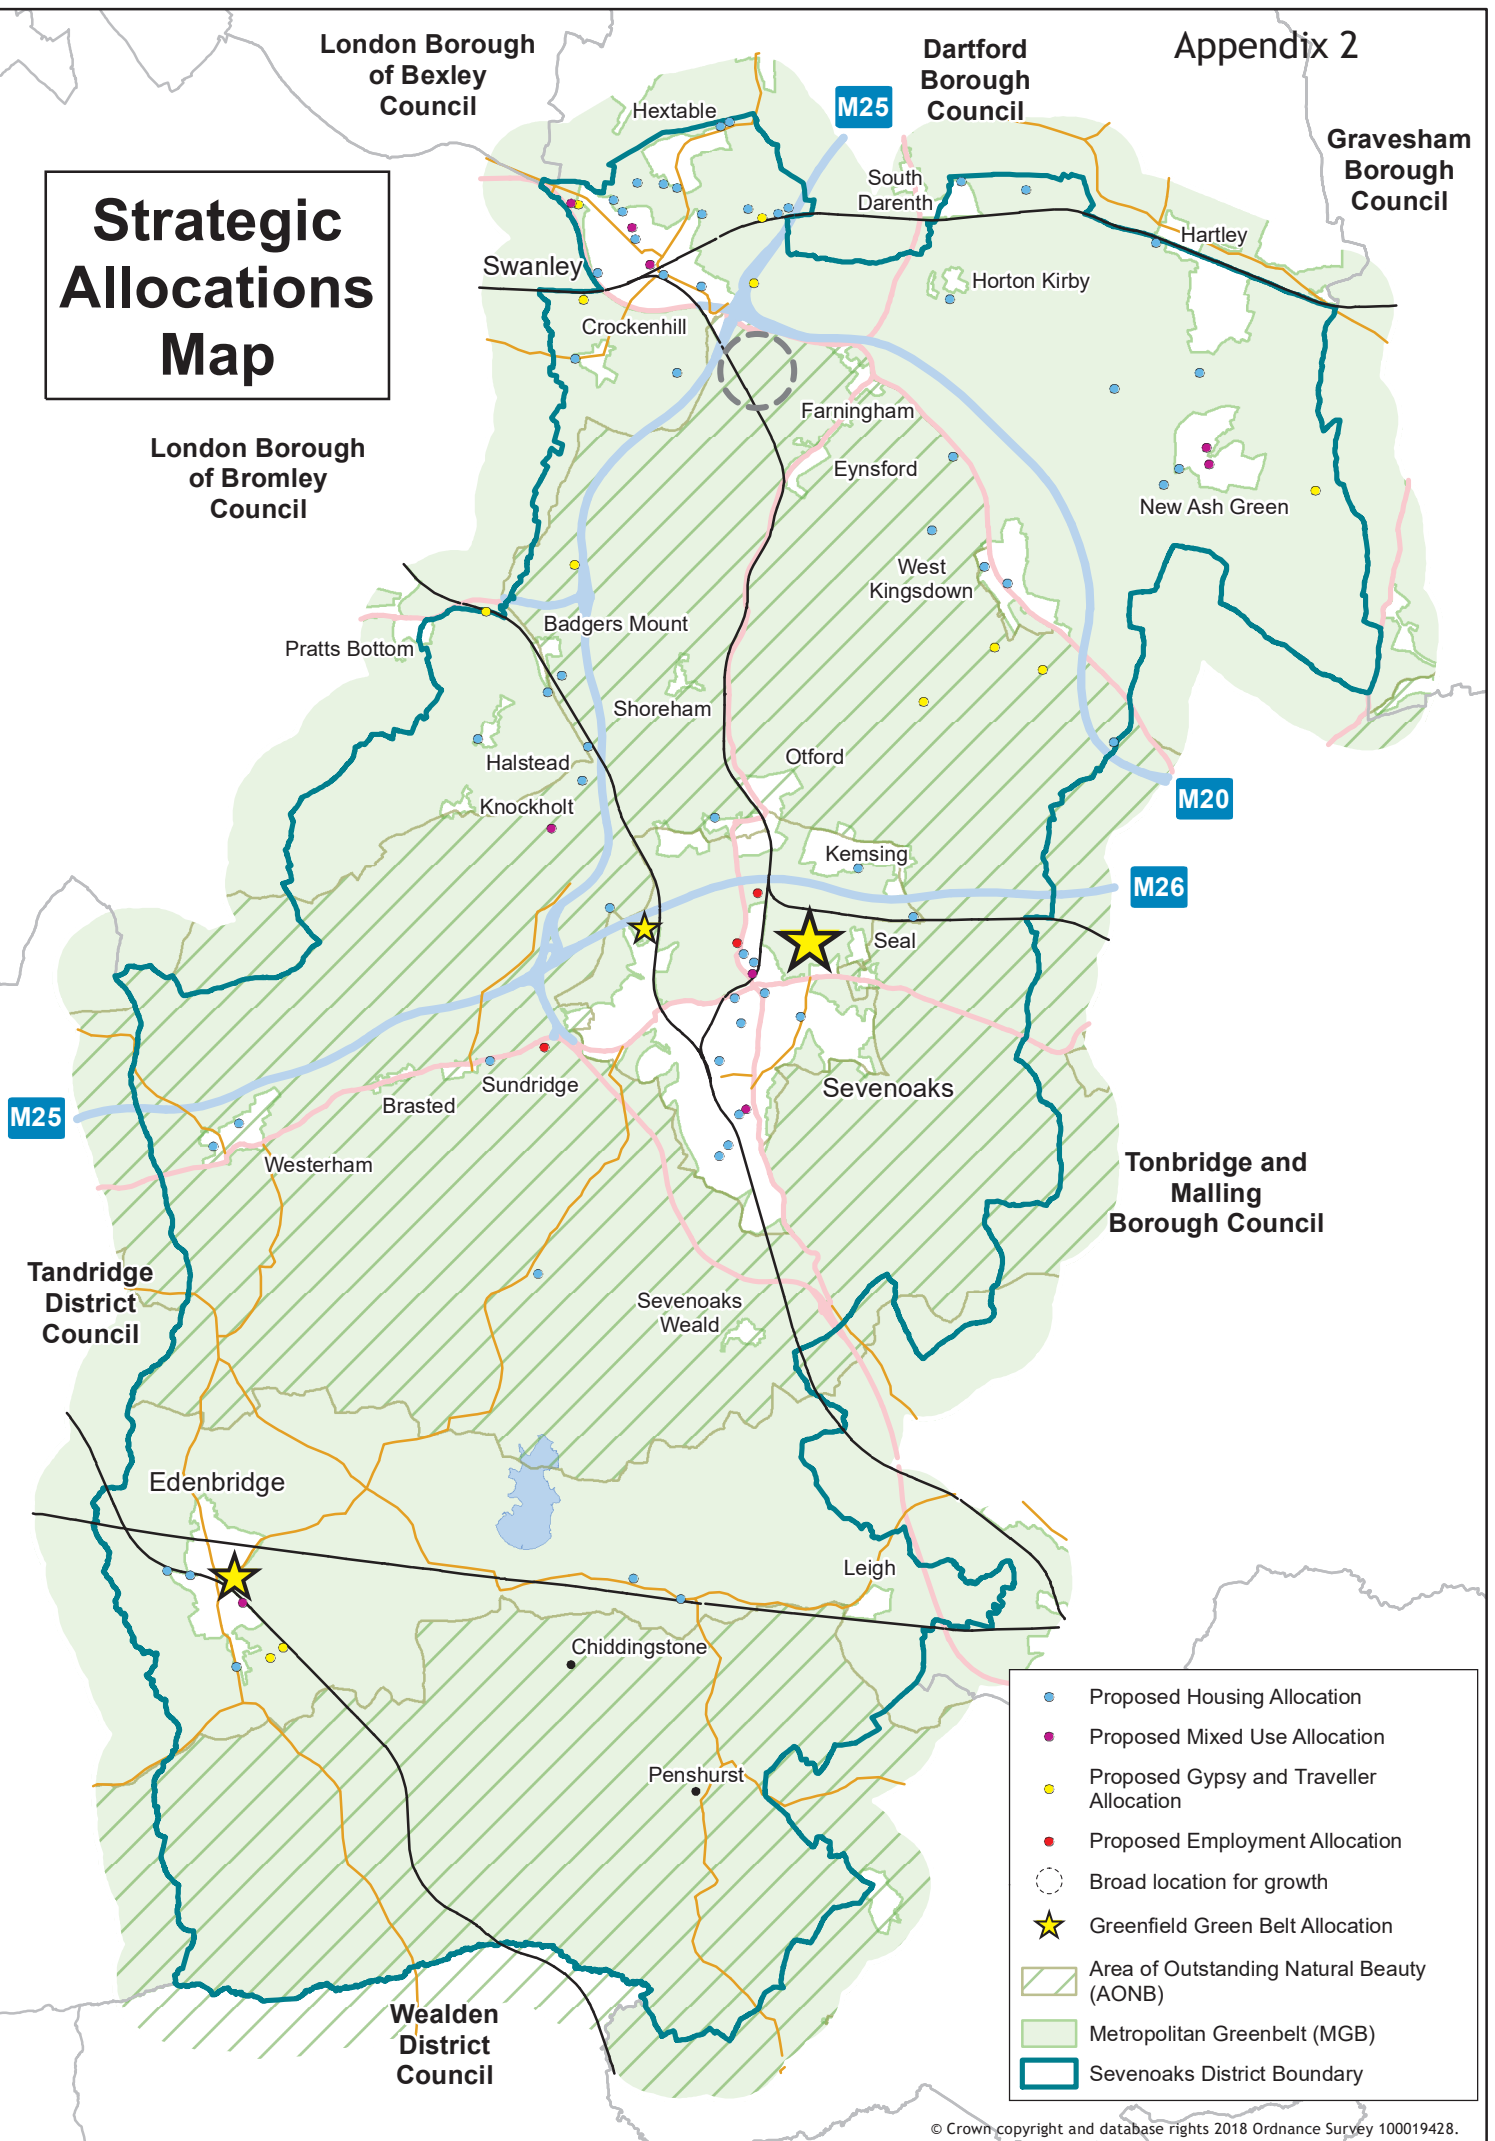 Appendix 2
Strategic
Allocations
Map
London Borough
of Bexley
Council
Dartford
Borough
Council
Gravesham
Borough
Council
M25
Hextable
South
Darenth
Hartley
Swanley
Horton Kirby
Crockenhill
Farningham
London Borough
of Bromley
Council
Eynsford
New Ash Green
West
Kingsdown
Badgers Mount
Pratts Bottom
Shoreham
Otford
Halstead
Knockholt
M20
Kemsing
M26
Seal
Sundridge
Sevenoaks
Brasted
M25
Westerham
Tonbridge and
Malling
Borough Council
Tandridge
District
Council
Sevenoaks
Weald
Edenbridge
Leigh
Chiddingstone
Penshurst
Wealden
District
Council
Proposed Housing Allocation
Proposed Mixed Use Allocation
Proposed Gypsy and Traveller
Allocation
Proposed Employment Allocation
Broad location for growth
Greenfield Green Belt Allocation
Area of Outstanding Natural Beauty
(AONB)
Metropolitan Greenbelt (MGB)
Sevenoaks District Boundary
© Crown copyright and database rights 2018 Ordnance Survey 100019428.